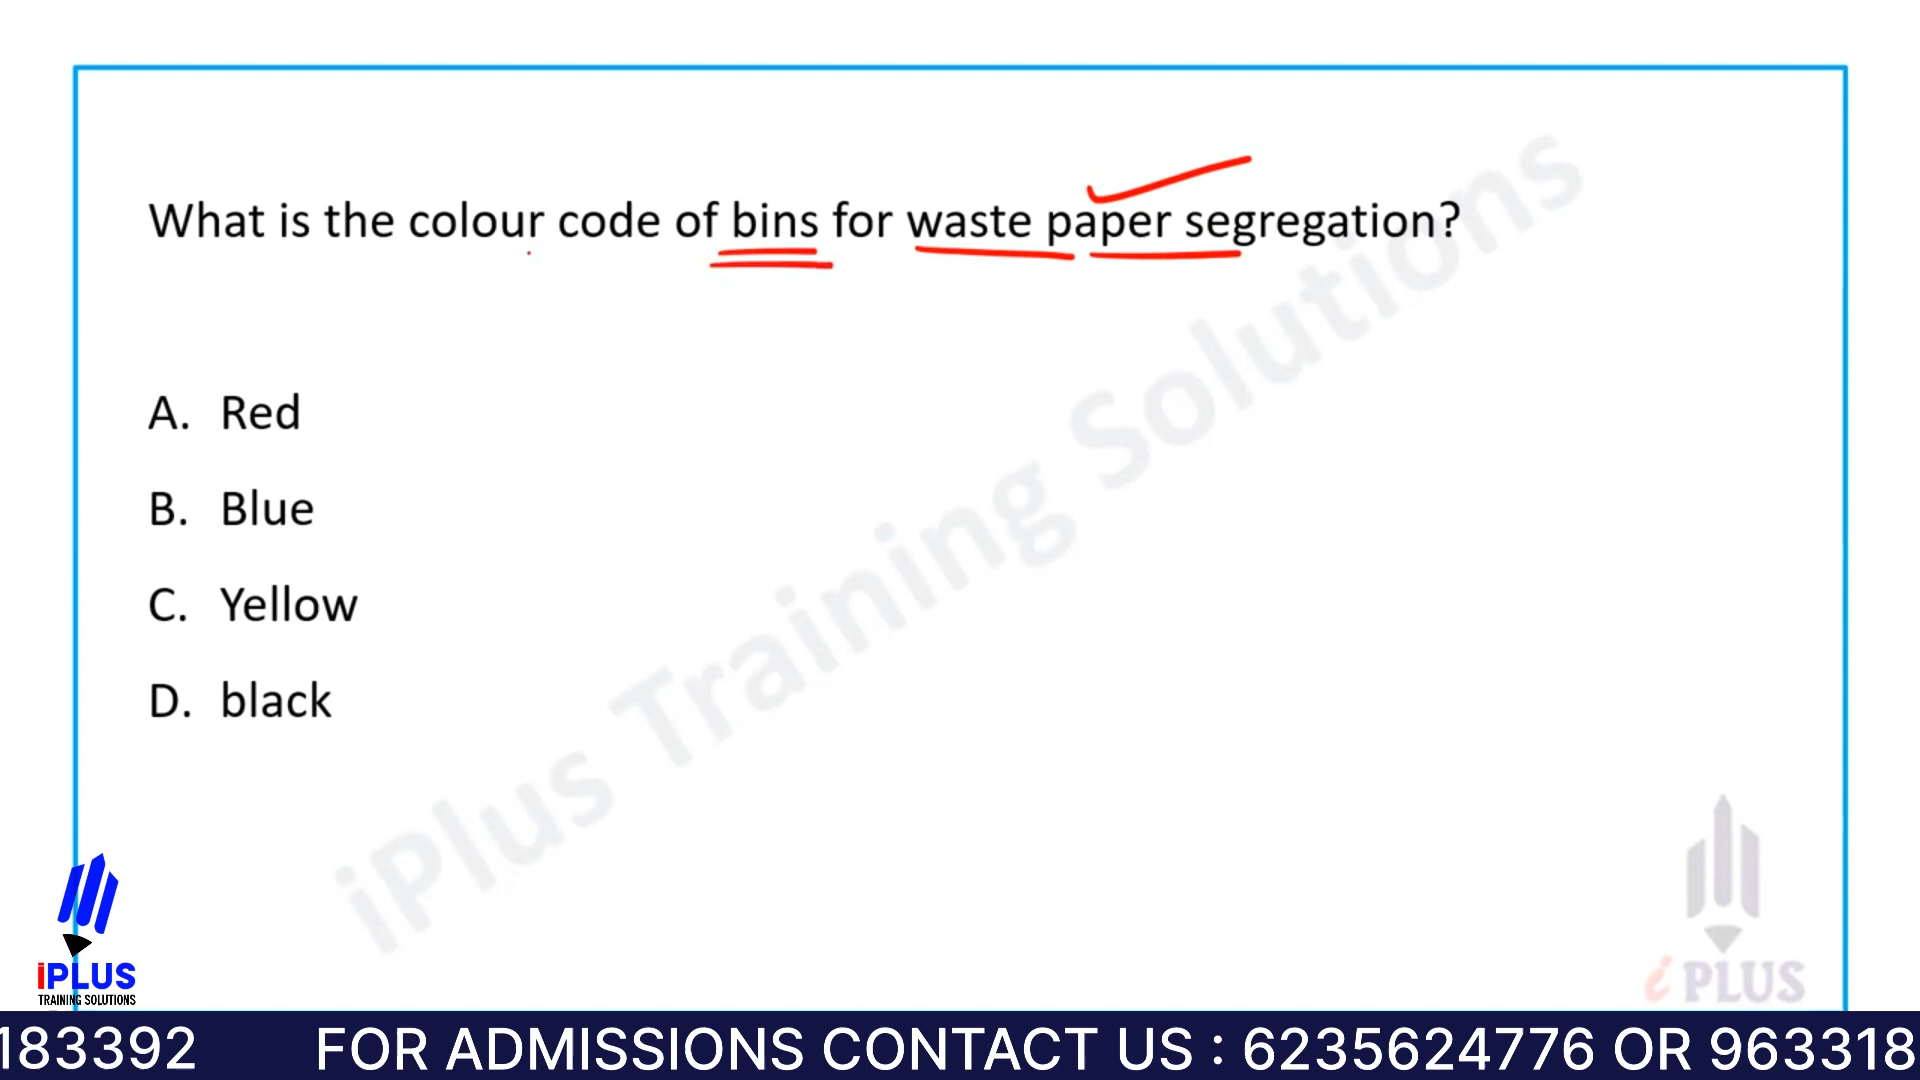 What is the colour code of bins for waste paper segregation?
A. Red
B. Blue
C. Yellow
D. black
iPlus Training Solutions
iPLUS
TRAINING SOLUTIONS
i PLUS
183392 FOR ADMISSIONS CONTACT US : 6235624776 OR 963318